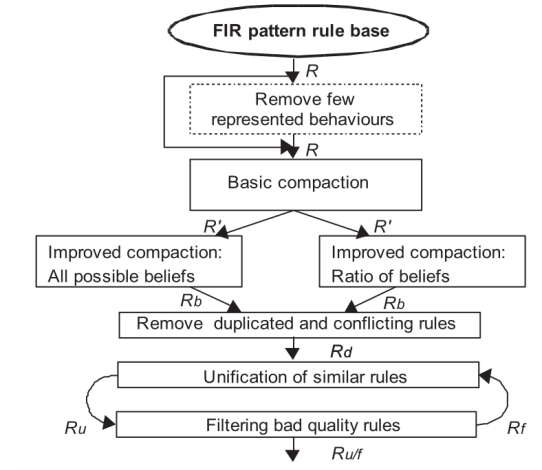 FIR pattern rule base
R
Remove few
represented behaviours
R
Basic compaction
R'
R'
Improved compaction:
All possible beliefs
Improved compaction:
Ratio of beliefs
Rb
Rb
Remove duplicated and conflicting rules
Rd
Unification of similar rules
Ru
Rf
Filtering bad quality rules
Ru/f